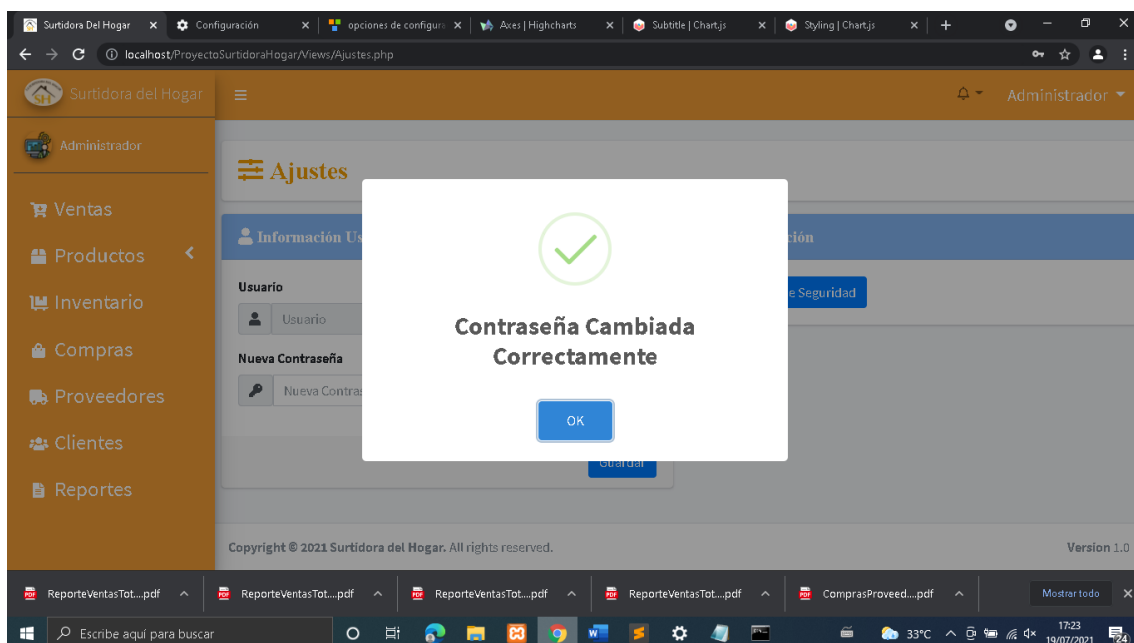 Surtidora Del Hogar
Configuración
opciones de configura
Axes | Highcharts
Subtitle | Chart.js
Styling | Chart.js
localhost/ProyectoSurtidoraHogar/Views/Ajustes.php
SH
Surtidora del Hogar
Administrador
Administrador
Ajustes
Ventas
Productos
Inventario
Compras
Proveedores
Clientes
Reportes
Información Us
ción
Usuario
Usuario
e Seguridad
Nueva Contraseña
Nueva Contras
Contraseña Cambiada
Correctamente
OK
Guardar
Copyright © 2021 Surtidora del Hogar. All rights reserved.
Version 1.0
ReporteVentasTot....pdf
ReporteVentasTot....pdf
ReporteVentasTot....pdf
ReporteVentasTot....pdf
ComprasProveed....pdf
Mostrar todo
Escribe aquí para buscar
33°C
17:23
19/07/2021